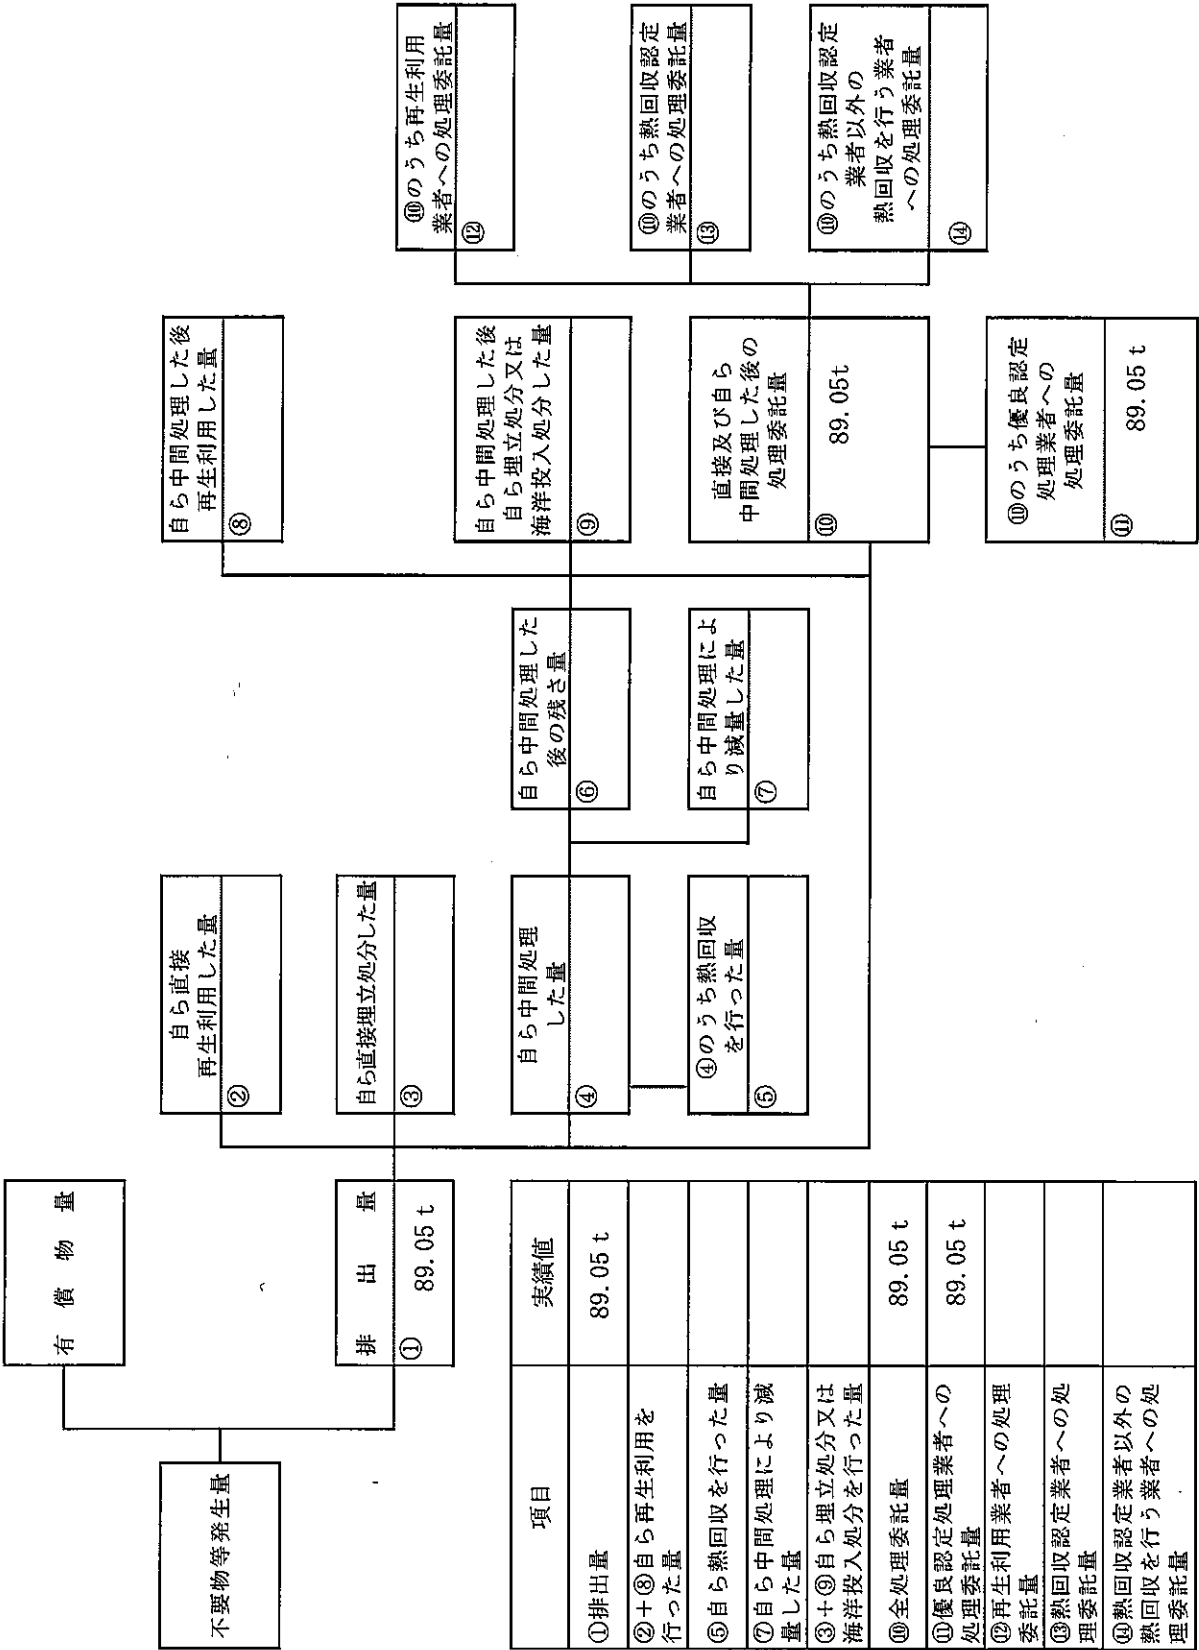 不要物等発生量
有償物量
排出量
① 89.05 t
自ら直接
再生利用した量
②
自ら直接埋立処分した量
③
自ら中間処理
した量
④
④のうち熱回収
を行った量
⑤
自ら中間処理した
後の残さ量
⑥
自ら中間処理によ
り減量した量
⑦
自ら中間処理した後
再生利用した量
⑧
自ら中間処理した後
自ら埋立処分又は
海洋投入処分した量
⑨
直接及び自ら
中間処理した後の
処理委託量
⑩ 89.05t
⑩のうち優良認定
処理業者への
処理委託量
⑪ 89.05 t
⑩のうち再生利用
業者への処理委託量
⑫
⑩のうち熱回収認定
業者への処理委託量
⑬
⑩のうち熱回収認定
業者以外の
熱回収を行う業者
への処理委託量
⑭
項目 実績値
①排出量 89.05 t
②+⑧自ら再生利用を
行った量
⑤自ら熱回収を行った量
⑦自ら中間処理により減
量した量
③+⑨自ら埋立処分又は
海洋投入処分を行った量
⑩全処理委託量 89.05 t
⑪優良認定処理業者への
処理委託量 89.05 t
⑫再生利用業者への処理
委託量
⑬熱回収認定業者への処
理委託量
⑭熱回収認定業者以外の
熱回収を行う業者への処
理委託量